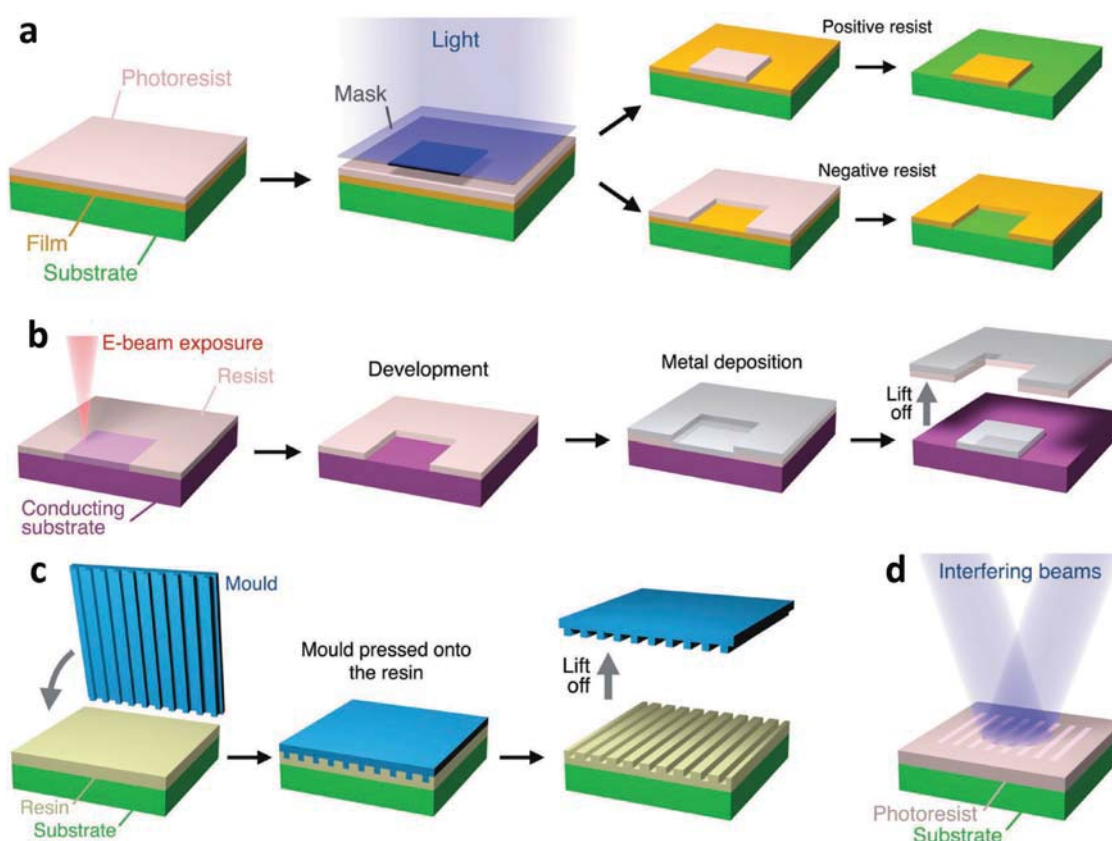 a
Light
Positive resist
Photoresist
Mask
Negative resist
Film
Substrate
b
E-beam exposure
Resist
Development
Metal deposition
Lift
off
Conducting
substrate
c
Mould
Mould pressed onto
the resin
Lift
off
Resin
Substrate
d
Interfering beams
Photoresist
Substrate